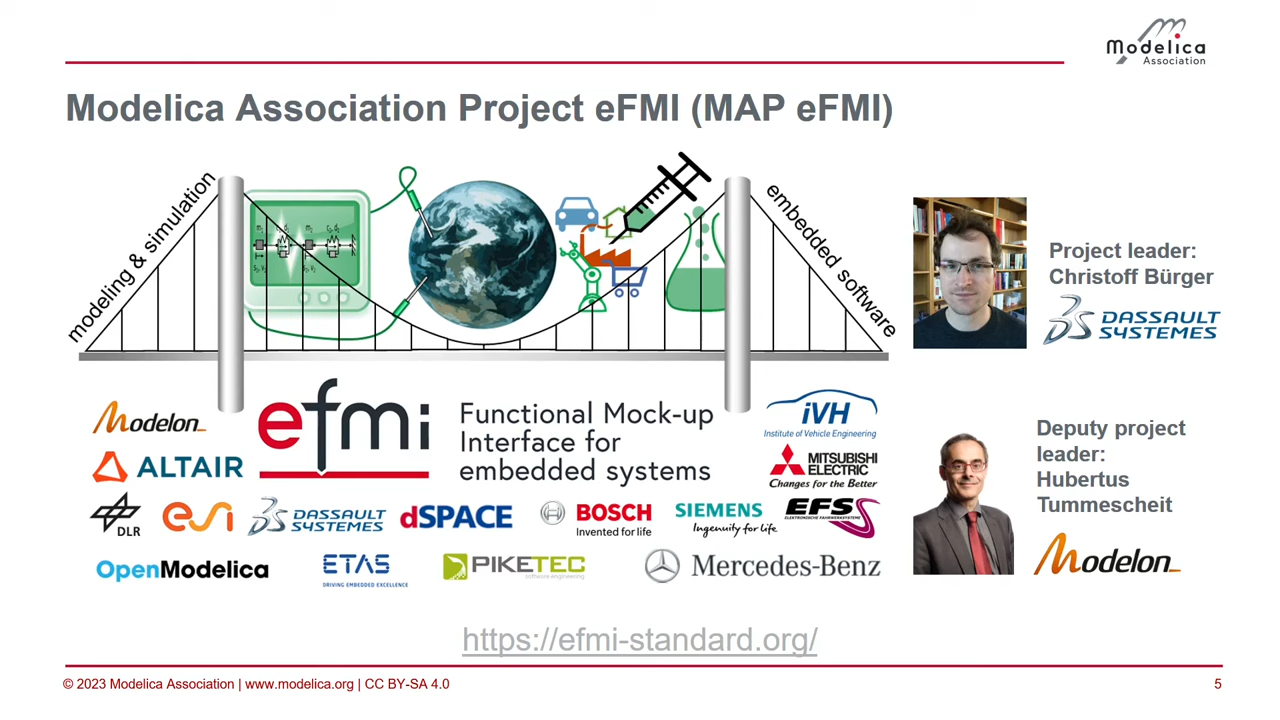 Modelica
Association
Modelica Association Project eFMI (MAP eFMI)
modeling & simulation
embedded software
Project leader:
Christoff Bürger
DASSAULT
SYSTEMES
Modelon
ALTAIR
efmi
Functional Mock-up
Interface for
embedded systems
iVH
Institute of Vehicle Engineering
MITSUBISHI
ELECTRIC
Changes for the Better
Deputy project
leader:
Hubertus
Tummescheit
Modelon
DLR
esi
DASSAULT
SYSTEMES
dSPACE
BOSCH
Invented for life
SIEMENS
Ingenuity for life
EFS
ELEKTRONISCHE FAHRWERKSYSTEME
OpenModelica
ETAS
DRIVING EMBEDDED EXCELLENCE
PIKETEC
software engineering
Mercedes-Benz
https://efmi-standard.org/
© 2023 Modelica Association | www.modelica.org | CC BY-SA 4.0
5